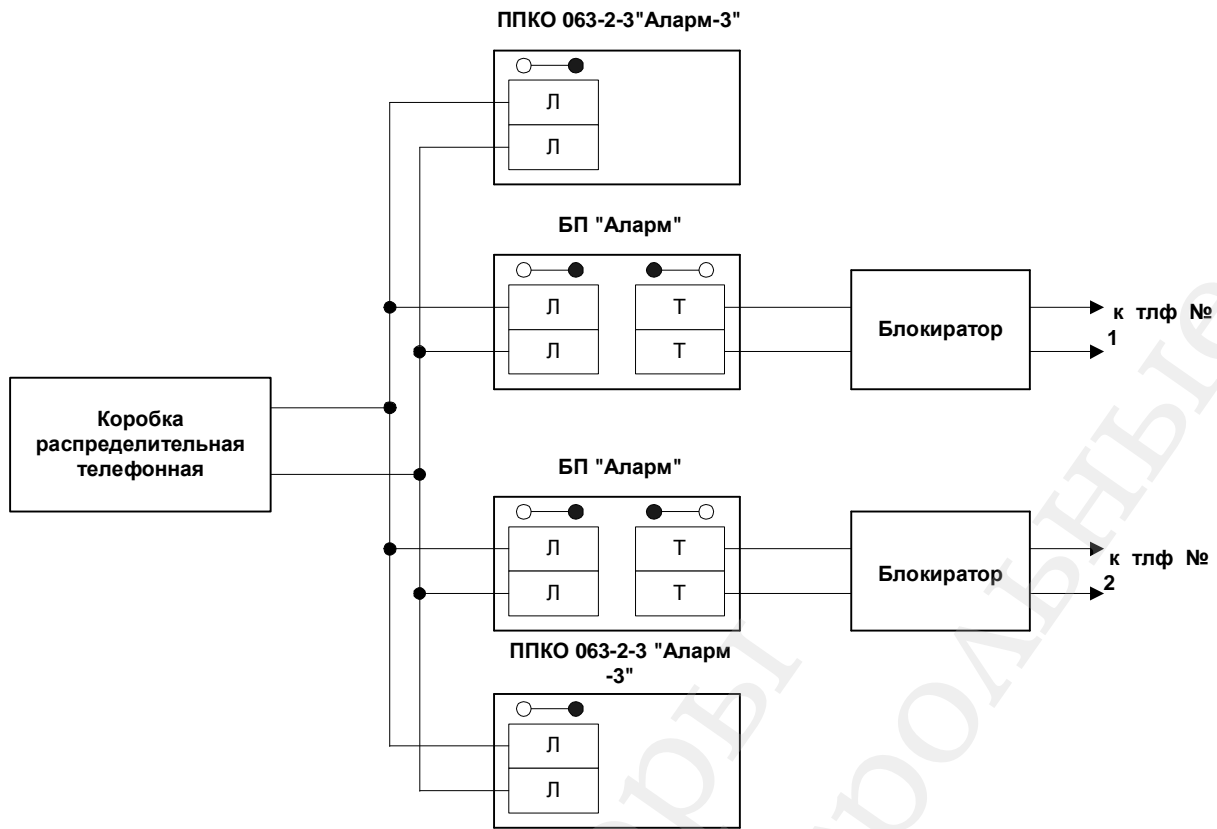 ППКО 063-2-3"Аларм-3"
Л
Л
БП "Аларм"
Л
Т
Л
Т
Блокиратор
к тлф №
1
Коробка
распределительная
телефонная
БП "Аларм"
Л
Т
Л
Т
Блокиратор
к тлф №
2
ППКО 063-2-3 "Аларм
-3"
Л
Л